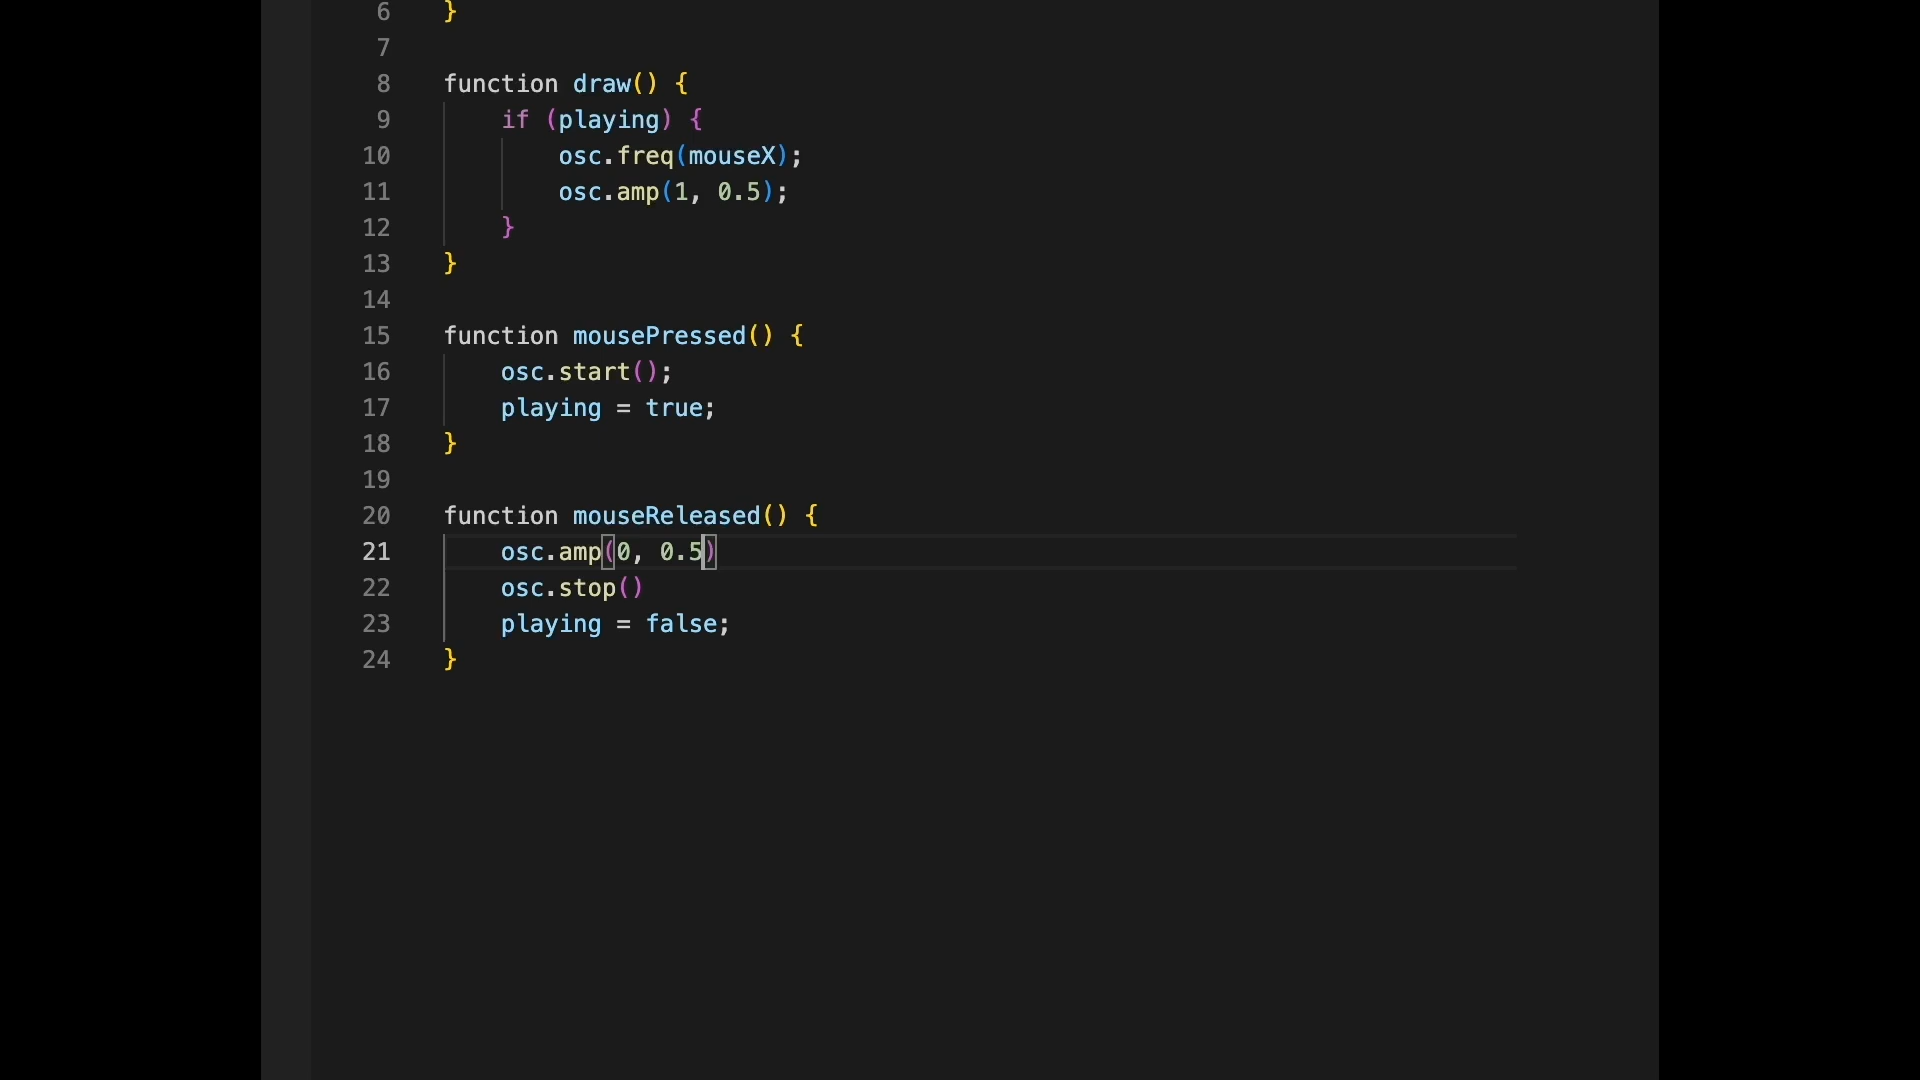 6 }
7
8 function draw() {
9 if (playing) {
10 osc.freq(mouseX);
11 osc.amp(1, 0.5);
12 }
13 }
14
15 function mousePressed() {
16 osc.start();
17 playing = true;
18 }
19
20 function mouseReleased() {
21 osc.amp(0, 0.5)
22 osc.stop()
23 playing = false;
24 }